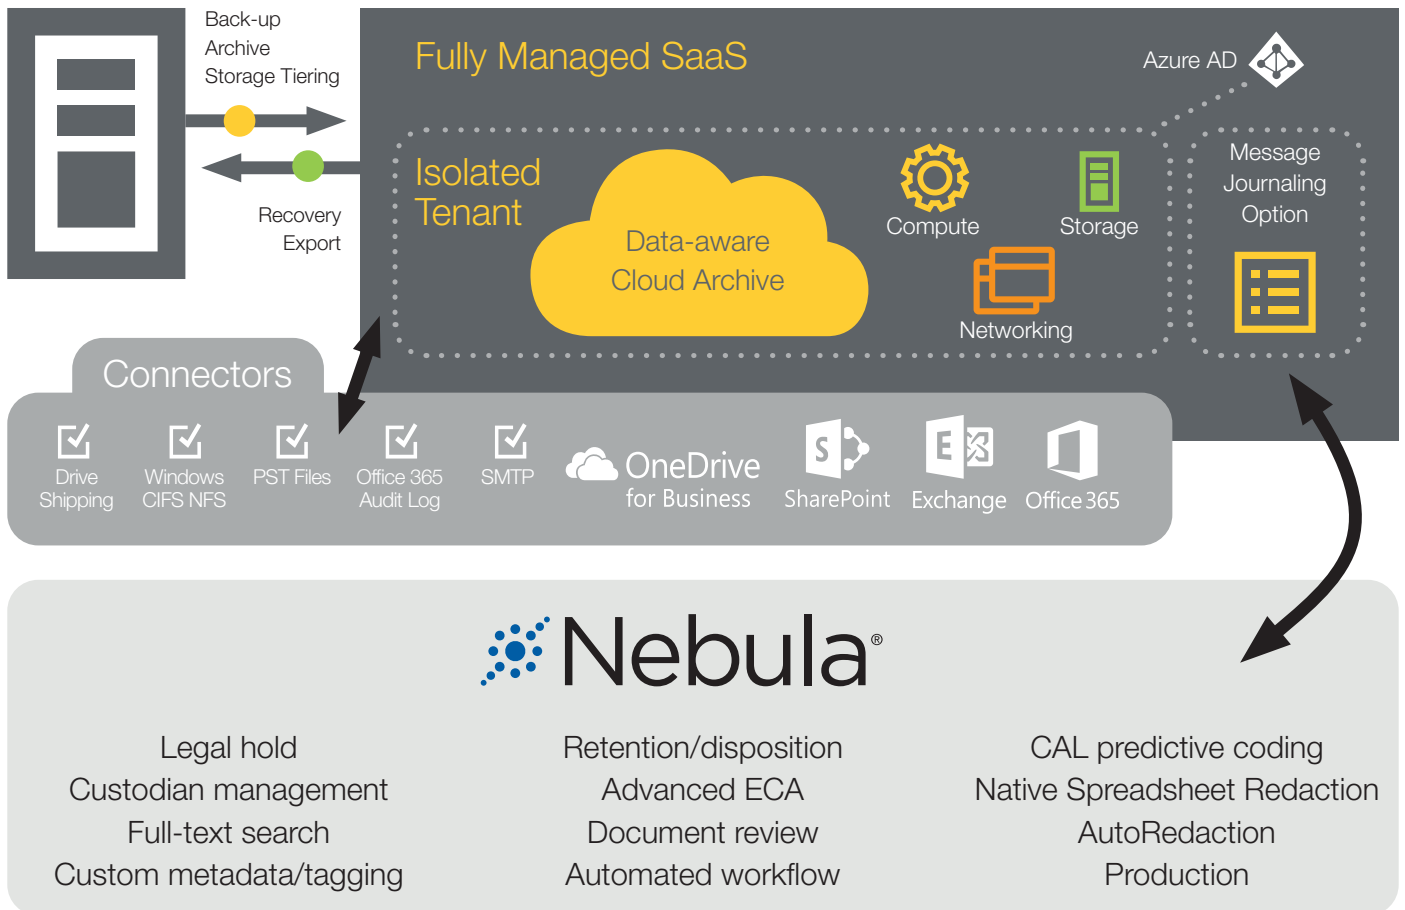 Back-up
Archive
Storage Tiering
Recovery
Export
Fully Managed SaaS
Azure AD
Isolated
Tenant
Data-aware
Cloud Archive
Compute
Storage
Networking
Message
Journaling
Option
Connectors
Drive
Shipping
Windows
CIFS NFS
PST Files
Office 365
Audit Log
SMTP
OneDrive
for Business
S
SharePoint
E
Exchange
Office 365
Nebula®
Legal hold
Custodian management
Full-text search
Custom metadata/tagging
Retention/disposition
Advanced ECA
Document review
Automated workflow
CAL predictive coding
Native Spreadsheet Redaction
AutoRedaction
Production